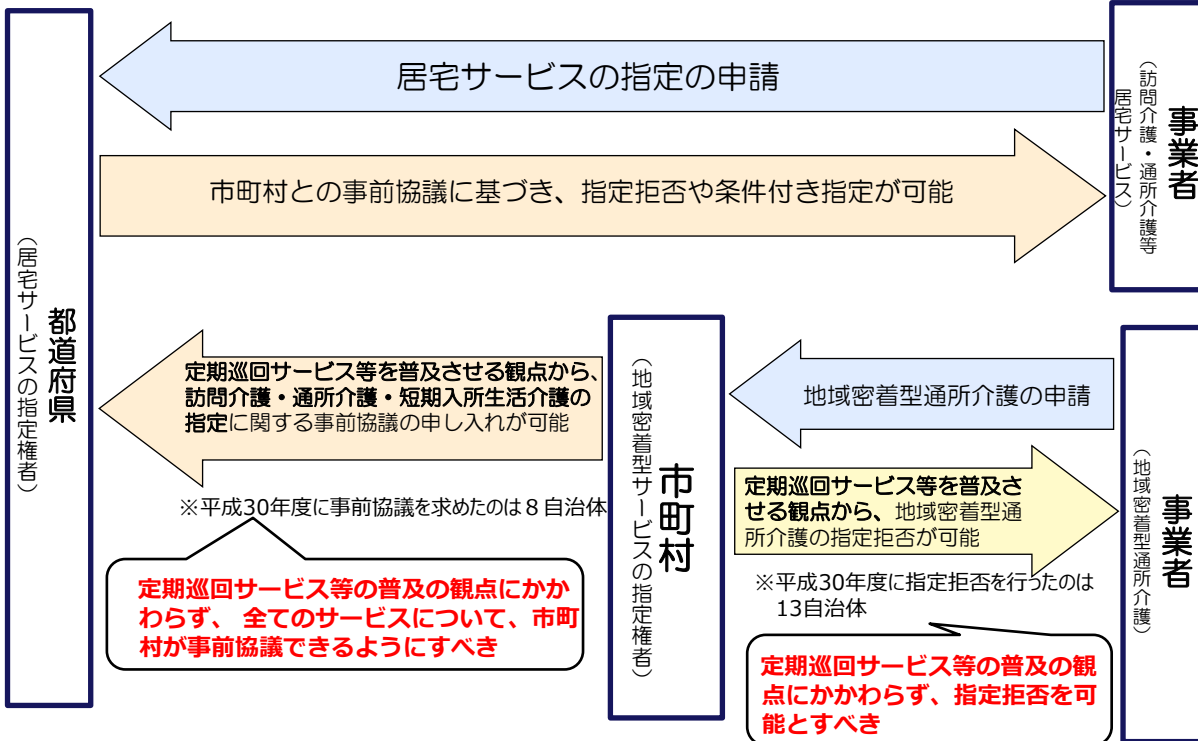 居宅サービスの指定の申請
事業者
（訪問介護・通所介護等
居宅サービス）
市町村との事前協議に基づき、指定拒否や条件付き指定が可能
都道府県
（居宅サービスの指定権者）
定期巡回サービス等を普及させる観点から、
訪問介護・通所介護・短期入所生活介護の
指定に関する事前協議の申し入れが可能
※平成30年度に事前協議を求めたのは８自治体
定期巡回サービス等の普及の観点にかか
わらず、 全てのサービスについて、市町
村が事前協議できるようにすべき
市町村
（地域密着型サービスの指定権者）
地域密着型通所介護の申請
定期巡回サービス等を普及さ
せる観点から、地域密着型通
所介護の指定拒否が可能
※平成30年度に指定拒否を行ったのは
13自治体
定期巡回サービス等の普及の観
点にかかわらず、指定拒否を可
能とすべき
事業者
（地域密着型通所介護）